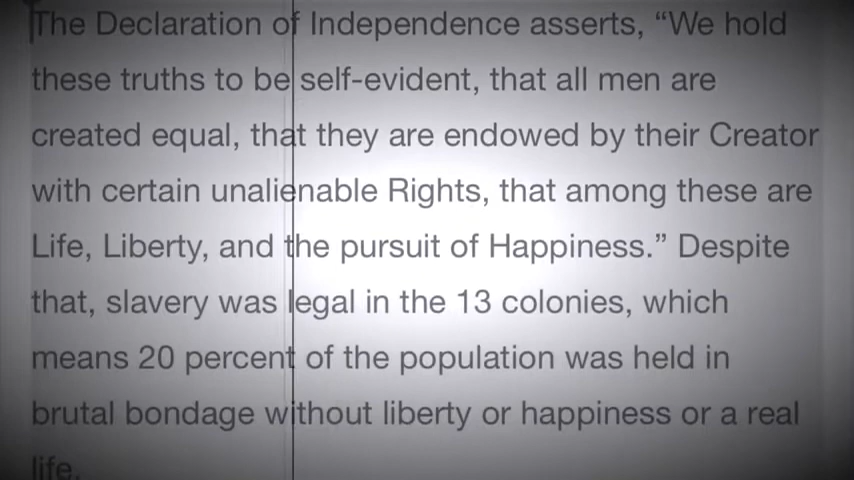 The Declaration of Independence asserts, “We hold
these truths to be self-evident, that all men are
created equal, that they are endowed by their Creator
with certain unalienable Rights, that among these are
Life, Liberty, and the pursuit of Happiness.” Despite
that, slavery was legal in the 13 colonies, which
means 20 percent of the population was held in
brutal bondage without liberty or happiness or a real
life.